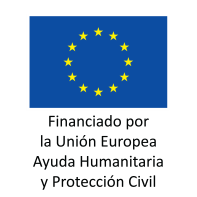 Financiado por
la Unión Europea
Ayuda Humanitaria
y Protección Civil